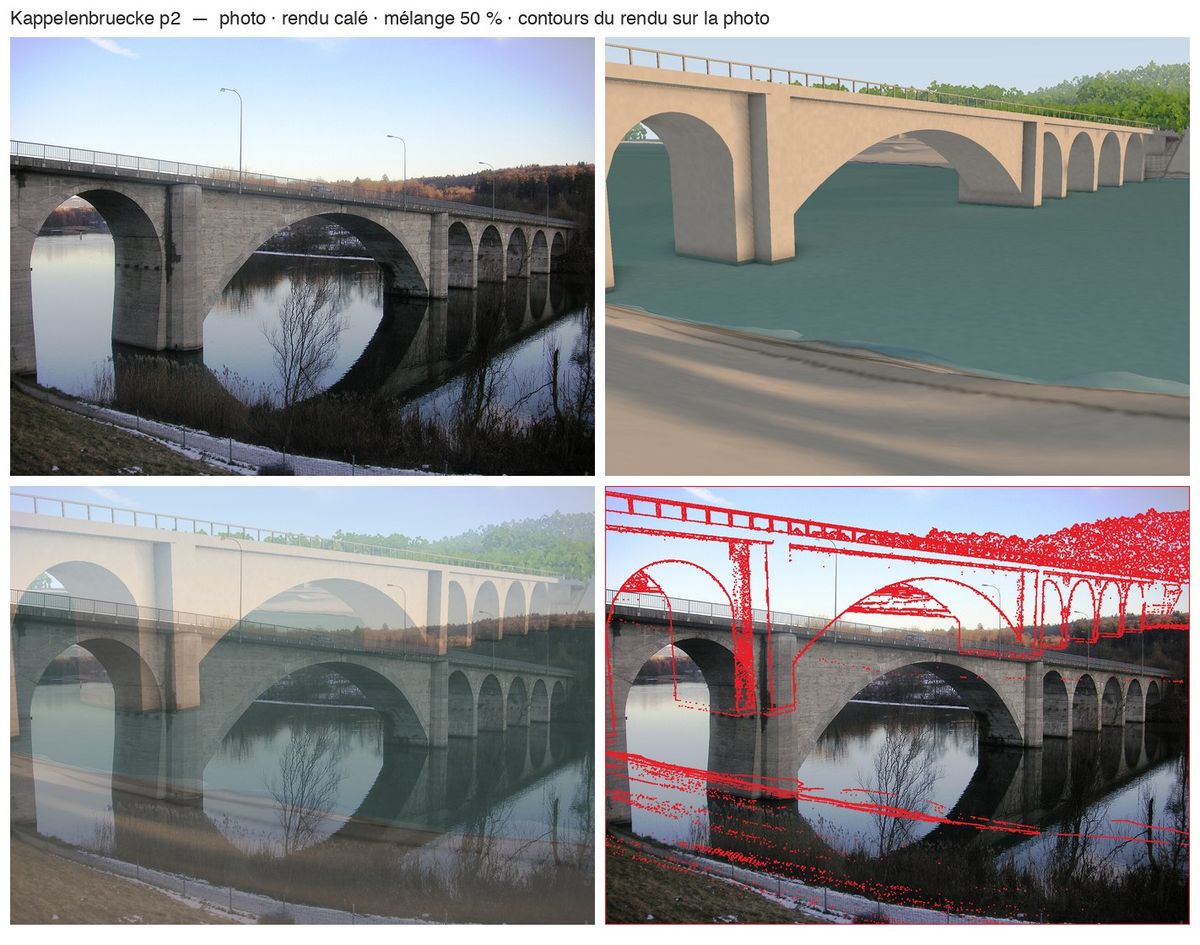 Kappelenbruecke p2 — photo · rendu calé · mélange 50 % · contours du rendu sur la photo